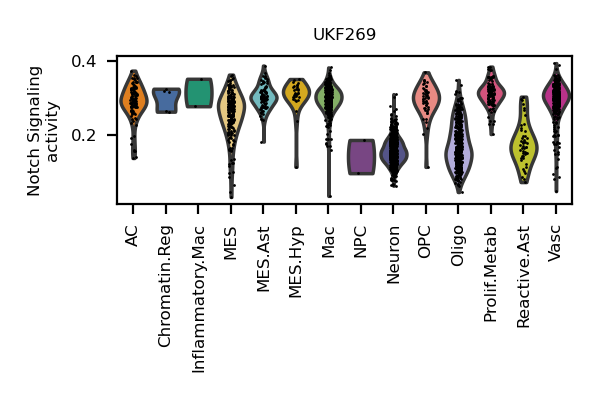 UKF269
Notch Signaling
activity
0.4
0.2
AC
Chromatin.Reg
Inflammatory.Mac
MES
MES.Ast
MES.Hyp
Mac
NPC
Neuron
OPC
Oligo
Prolif.Metab
Reactive.Ast
Vasc